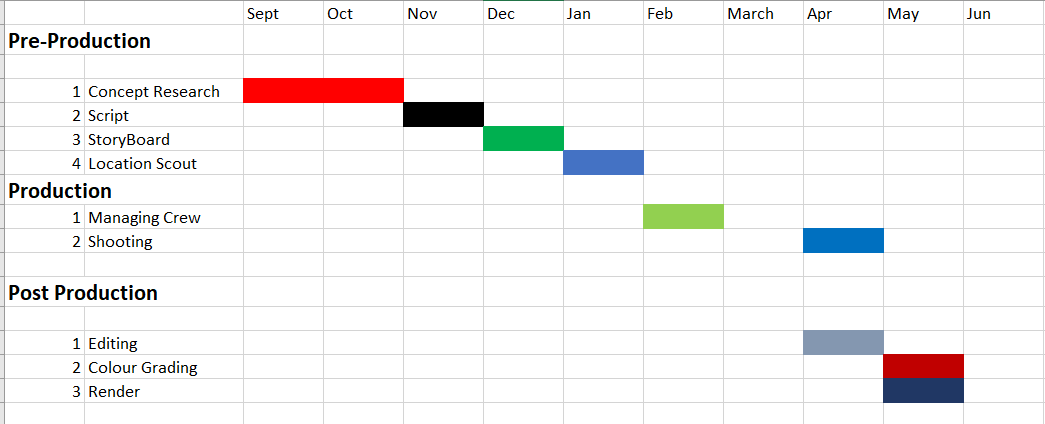 Sept Oct Nov Dec Jan Feb March Apr May Jun
Pre-Production
1 Concept Research
2 Script
3 StoryBoard
4 Location Scout
Production
1 Managing Crew
2 Shooting
Post Production
1 Editing
2 Colour Grading
3 Render